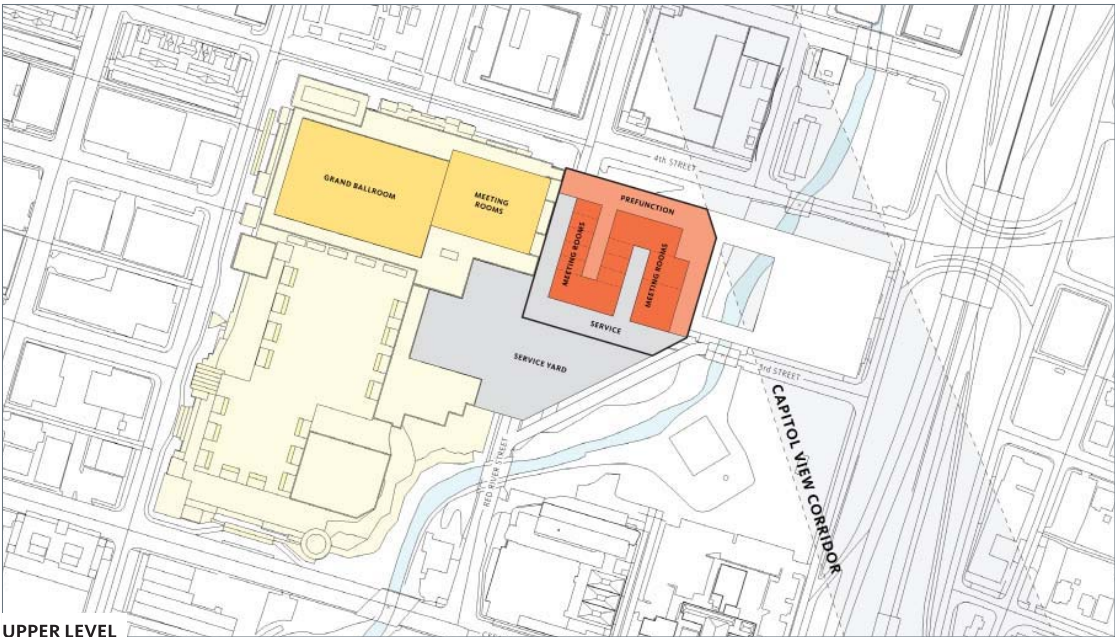 4th STREET
GRAND BALLROOM
MEETING
ROOMS
PREFUNCTION
MEETING ROOMS
MEETING ROOMS
SERVICE
SERVICE YARD
3rd STREET
CAPITOL VIEW CORRIDOR
RED RIVER STREET
UPPER LEVEL